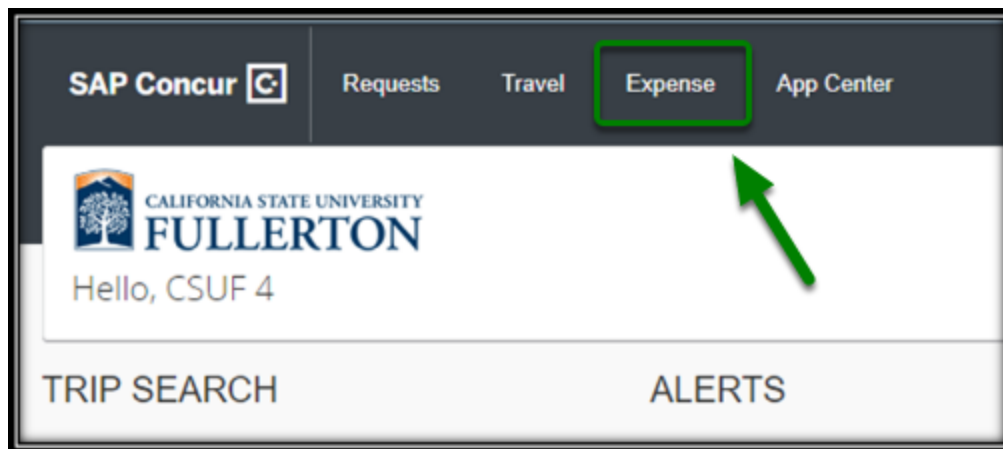 SAP Concur C Requests Travel Expense App Center
CALIFORNIA STATE UNIVERSITY
FULLERTON
Hello, CSUF 4
TRIP SEARCH ALERTS